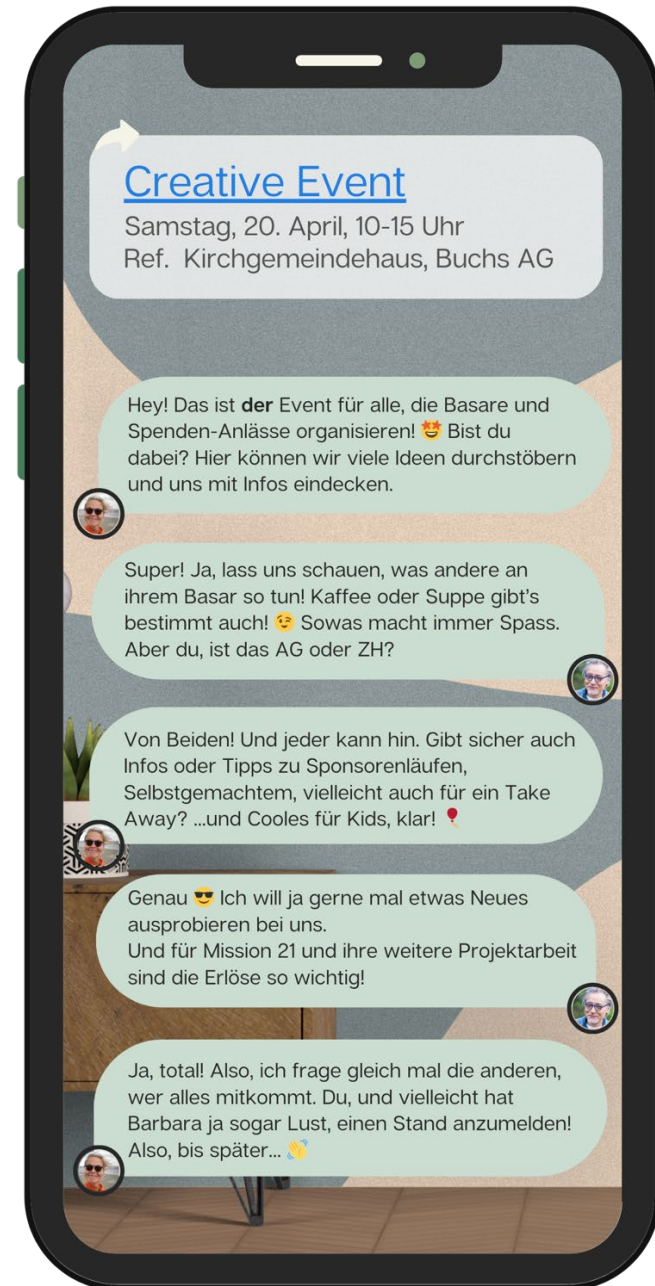 Creative Event
Samstag, 20. April, 10-15 Uhr
Ref. Kirchgemeindehaus, Buchs AG
Hey! Das ist der Event für alle, die Basare und
Spenden-Anlässe organisieren! 🤩 Bist du
dabei? Hier können wir viele Ideen durchstöbern
und uns mit Infos eindecken.
Super! Ja, lass uns schauen, was andere an
ihrem Basar so tun! Kaffee oder Suppe gibt's
bestimmt auch! 😉 Sowas macht immer Spass.
Aber du, ist das AG oder ZH?
Von Beiden! Und jeder kann hin. Gibt sicher auch
Infos oder Tipps zu Sponsorenläufen,
Selbstgemachtem, vielleicht auch für ein Take
Away? ...und Cooles für Kids, klar! 🎈
Genau 😎 Ich will ja gerne mal etwas Neues
ausprobieren bei uns.
Und für Mission 21 und ihre weitere Projektarbeit
sind die Erlöse so wichtig!
Ja, total! Also, ich frage gleich mal die anderen,
wer alles mitkommt. Du, und vielleicht hat
Barbara ja sogar Lust, einen Stand anzumelden!
Also, bis später... 👋